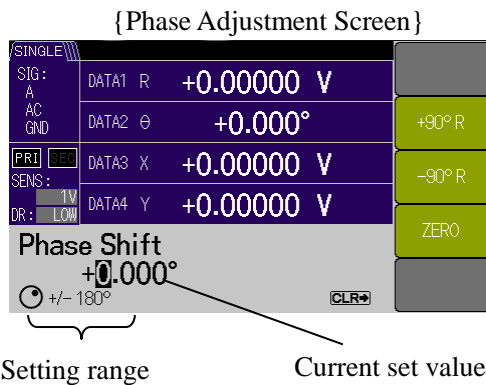 {Phase Adjustment Screen}
SINGLE
SIG:
A
AC
GND
PRI SEC
SENS:
1V
DR: LOW
DATA1 R +0.00000 V
DATA2 θ +0.000°
DATA3 X +0.00000 V
DATA4 Y +0.00000 V
+90° R
-90° R
ZERO
Phase Shift
+0.000°
+/- 180°
CLR→
Setting range
Current set value